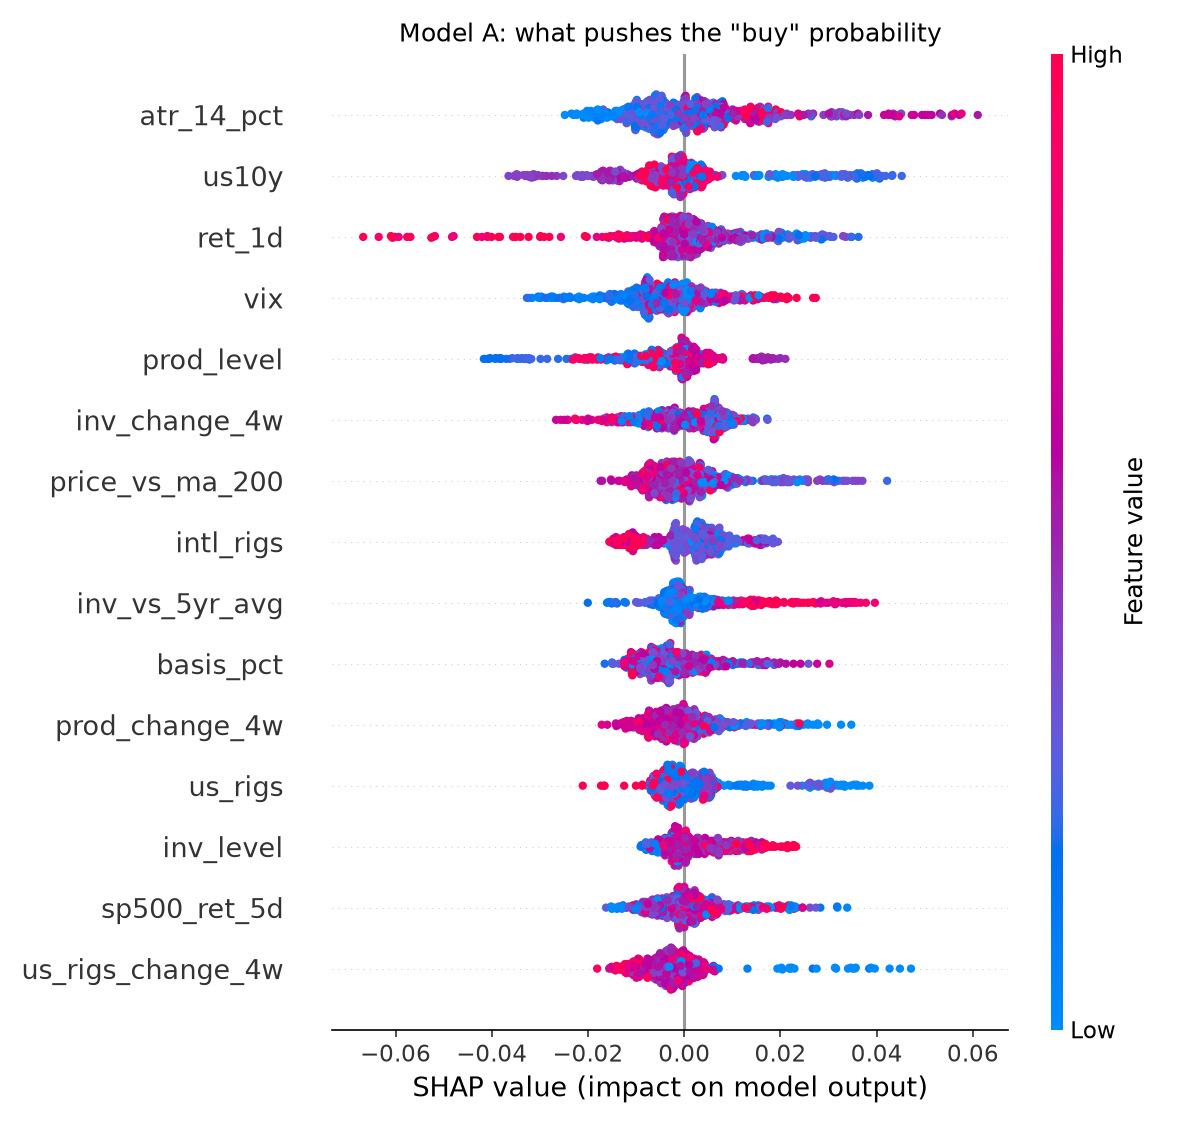 Model A: what pushes the "buy" probability
High
atr_14_pct
us10y
ret_1d
vix
prod_level
inv_change_4w
price_vs_ma_200
intl_rigs
inv_vs_5yr_avg
basis_pct
prod_change_4w
us_rigs
inv_level
sp500_ret_5d
us_rigs_change_4w
Feature value
Low
−0.06 −0.04 −0.02 0.00 0.02 0.04 0.06
SHAP value (impact on model output)